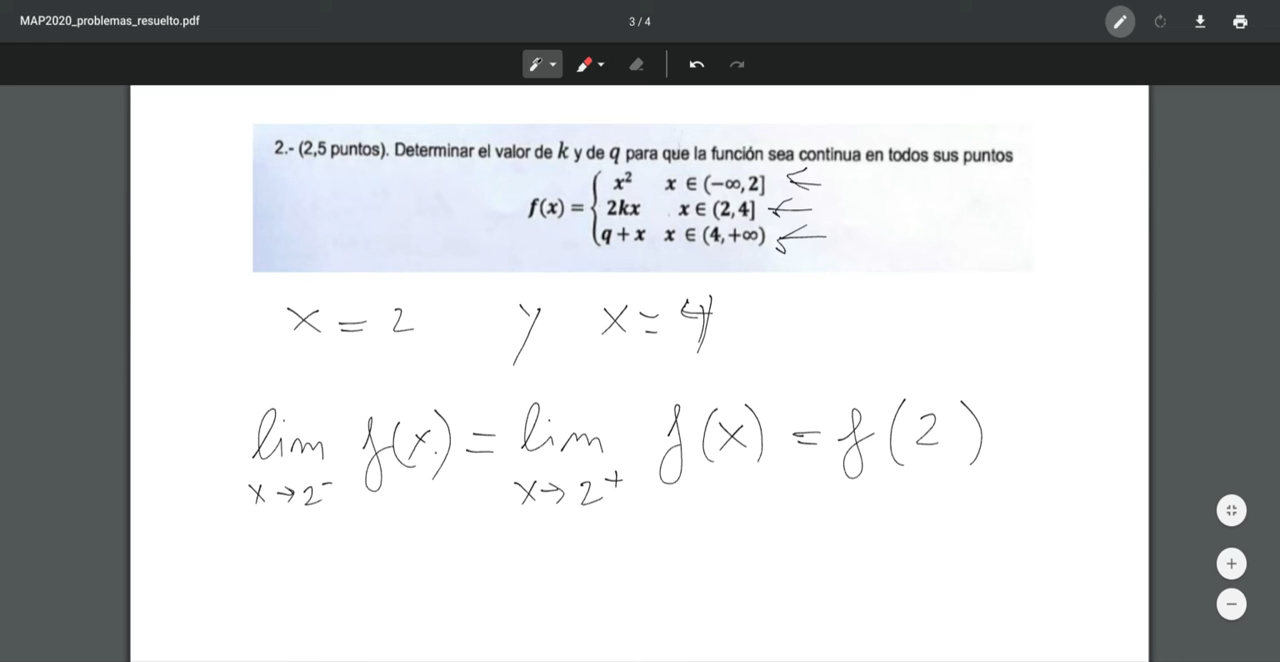 MAP2020_problemas_resuelto.pdf
3 / 4
2.- (2,5 puntos). Determinar el valor de k y de q para que la función sea continua en todos sus puntos
x² x ∈ (−∞, 2]
f(x) = { 2kx x ∈ (2, 4]
q + x x ∈ (4, +∞)
x = 2 y x = 4
lim f(x) = lim f(x) = f(2)
x→2⁻ x→2⁺